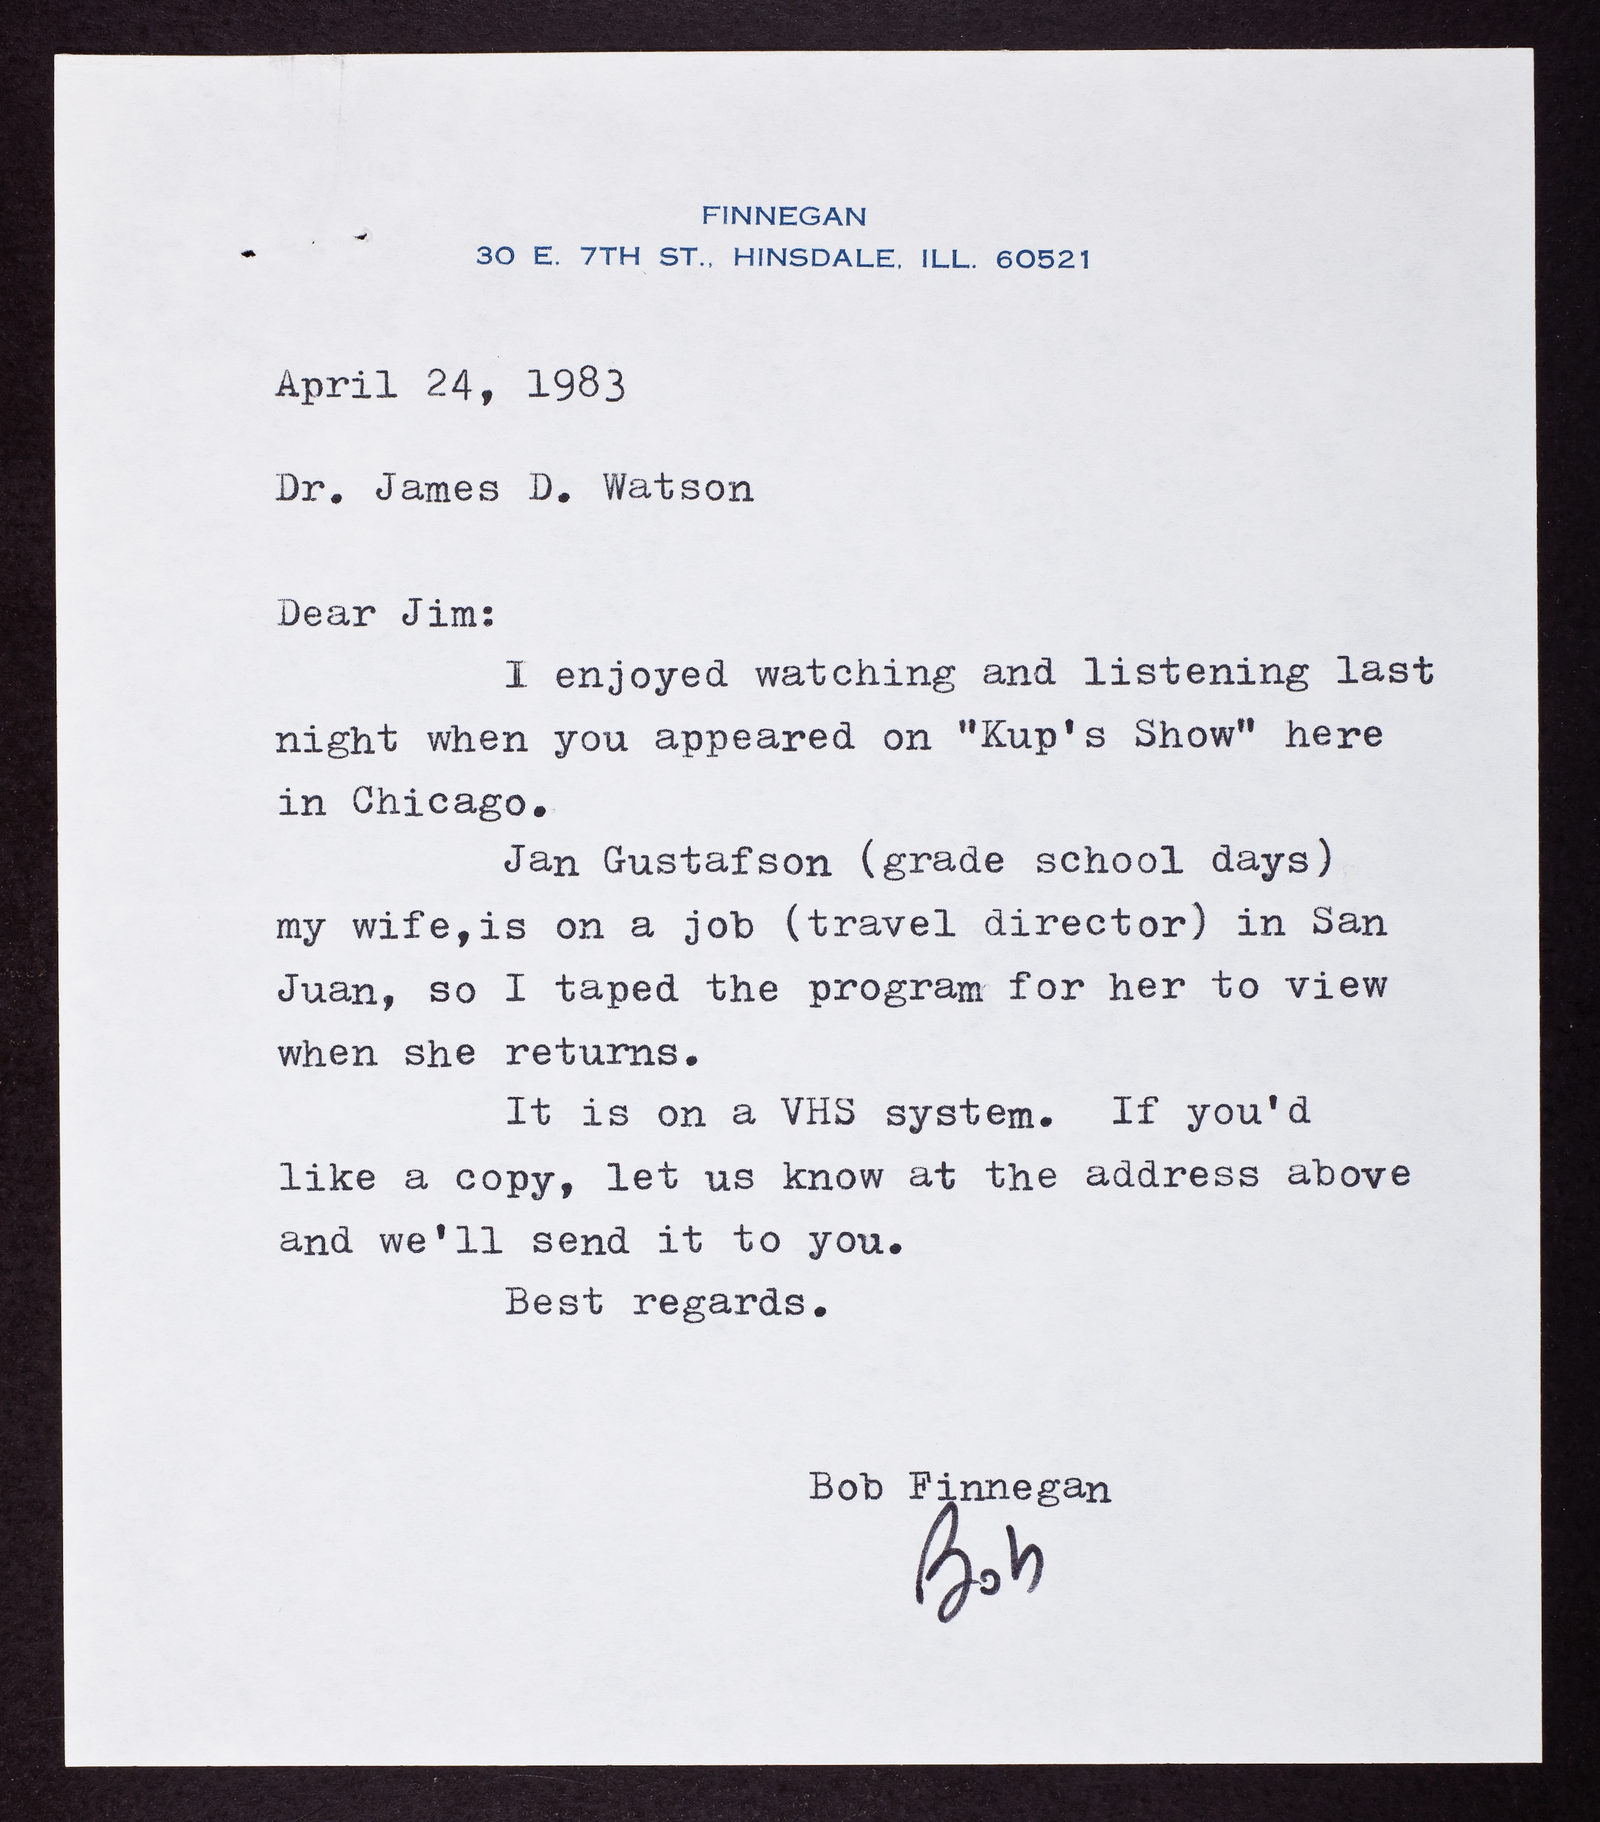 FINNEGAN
30 E. 7TH ST., HINSDALE, ILL. 60521
April 24, 1983
Dr. James D. Watson
Dear Jim:
I enjoyed watching and listening last
night when you appeared on "Kup's Show" here
in Chicago.
Jan Gustafson (grade school days)
my wife,is on a job (travel director) in San
Juan, so I taped the program for her to view
when she returns.
It is on a VHS system.  If you'd
like a copy, let us know at the address above
and we'll send it to you.
Best regards.
Bob Finnegan
Bob